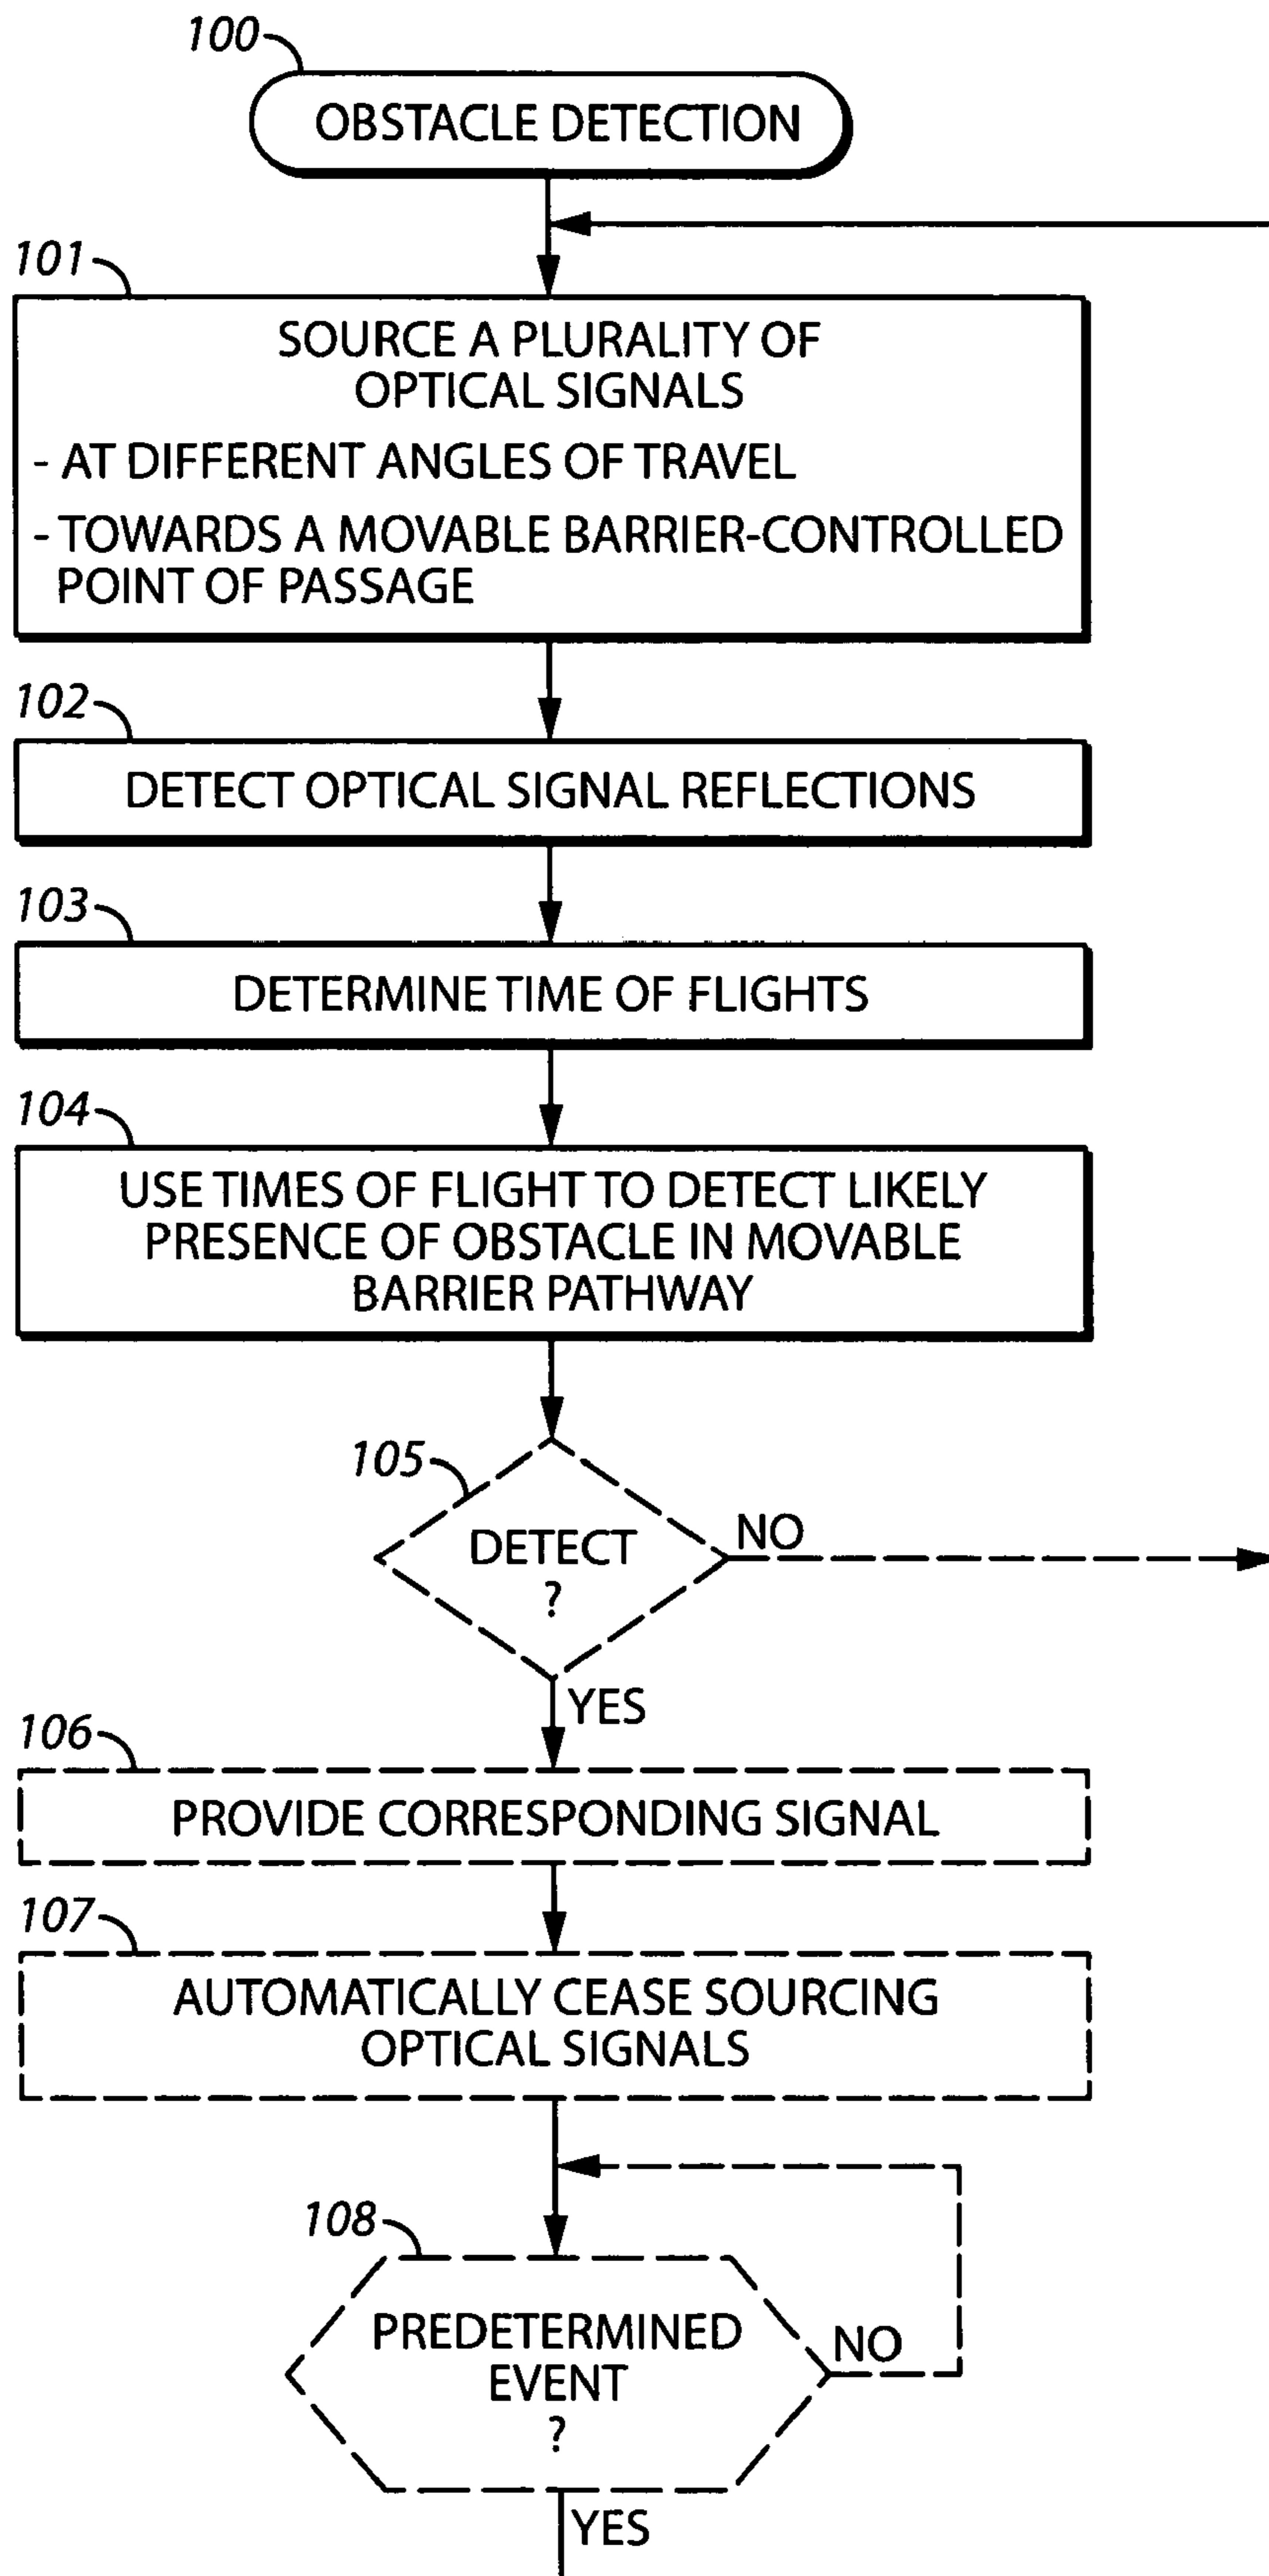 100
OBSTACLE DETECTION
101
SOURCE A PLURALITY OF
OPTICAL SIGNALS
- AT DIFFERENT ANGLES OF TRAVEL
- TOWARDS A MOVABLE BARRIER-CONTROLLED
POINT OF PASSAGE
102
DETECT OPTICAL SIGNAL REFLECTIONS
103
DETERMINE TIME OF FLIGHTS
104
USE TIMES OF FLIGHT TO DETECT LIKELY
PRESENCE OF OBSTACLE IN MOVABLE
BARRIER PATHWAY
105
DETECT
?
NO
YES
106
PROVIDE CORRESPONDING SIGNAL
107
AUTOMATICALLY CEASE SOURCING
OPTICAL SIGNALS
108
PREDETERMINED
EVENT
?
NO
YES